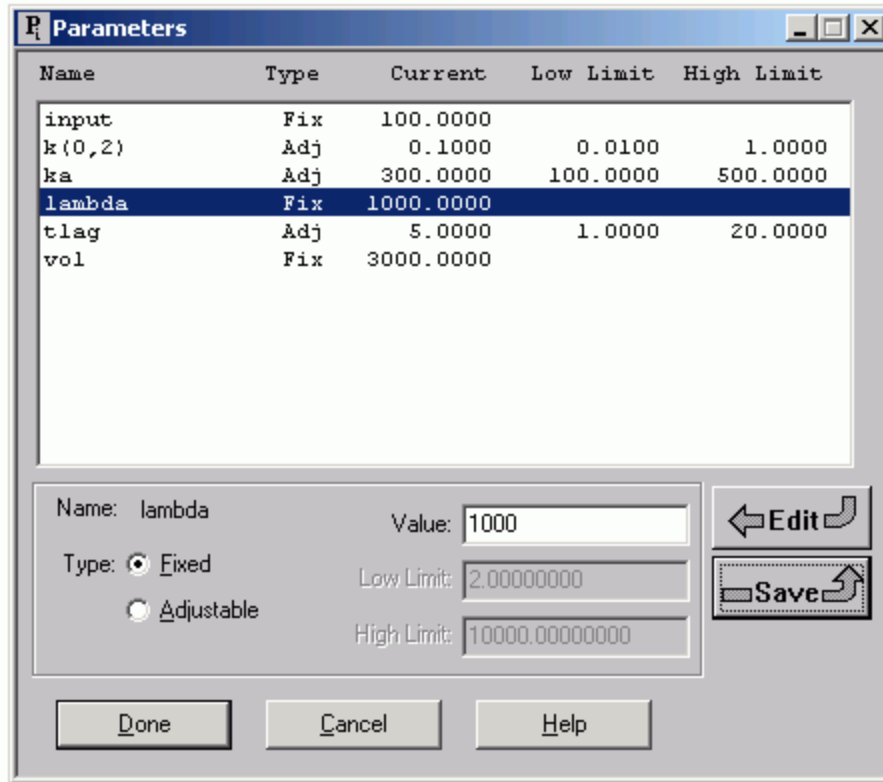 Pi Parameters
Name Type Current Low Limit High Limit
input Fix 100.0000
k(0,2) Adj 0.1000 0.0100 1.0000
ka Adj 300.0000 100.0000 500.0000
lambda Fix 1000.0000
tlag Adj 5.0000 1.0000 20.0000
vol Fix 3000.0000
Name: lambda
Value: 1000
Edit
Type: Fixed
Low Limit: 2.00000000
Save
Adjustable
High Limit: 10000.00000000
Done Cancel Help